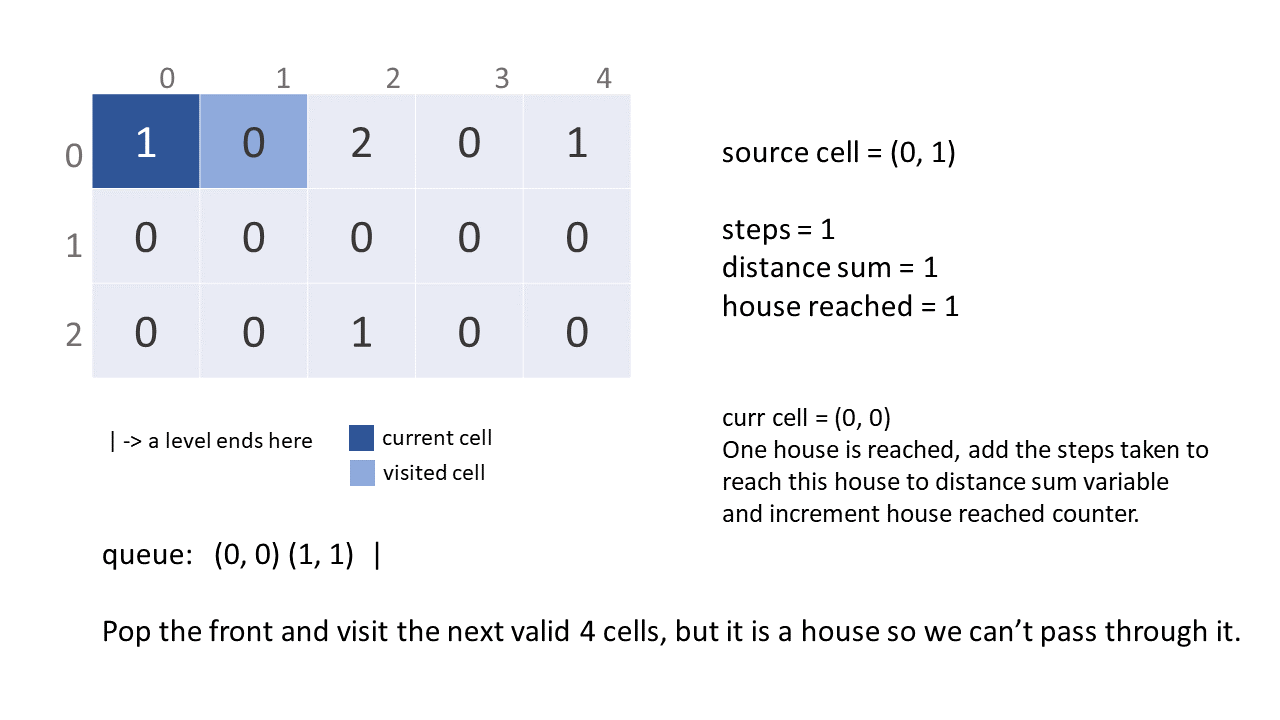 0 1 2 3 4
0 1 0 2 0 1
1 0 0 0 0 0
2 0 0 1 0 0
source cell = (0, 1)
steps = 1
distance sum = 1
house reached = 1
| -> a level ends here
current cell
visited cell
curr cell = (0, 0)
One house is reached, add the steps taken to
reach this house to distance sum variable
and increment house reached counter.
queue: (0, 0) (1, 1) |
Pop the front and visit the next valid 4 cells, but it is a house so we can’t pass through it.